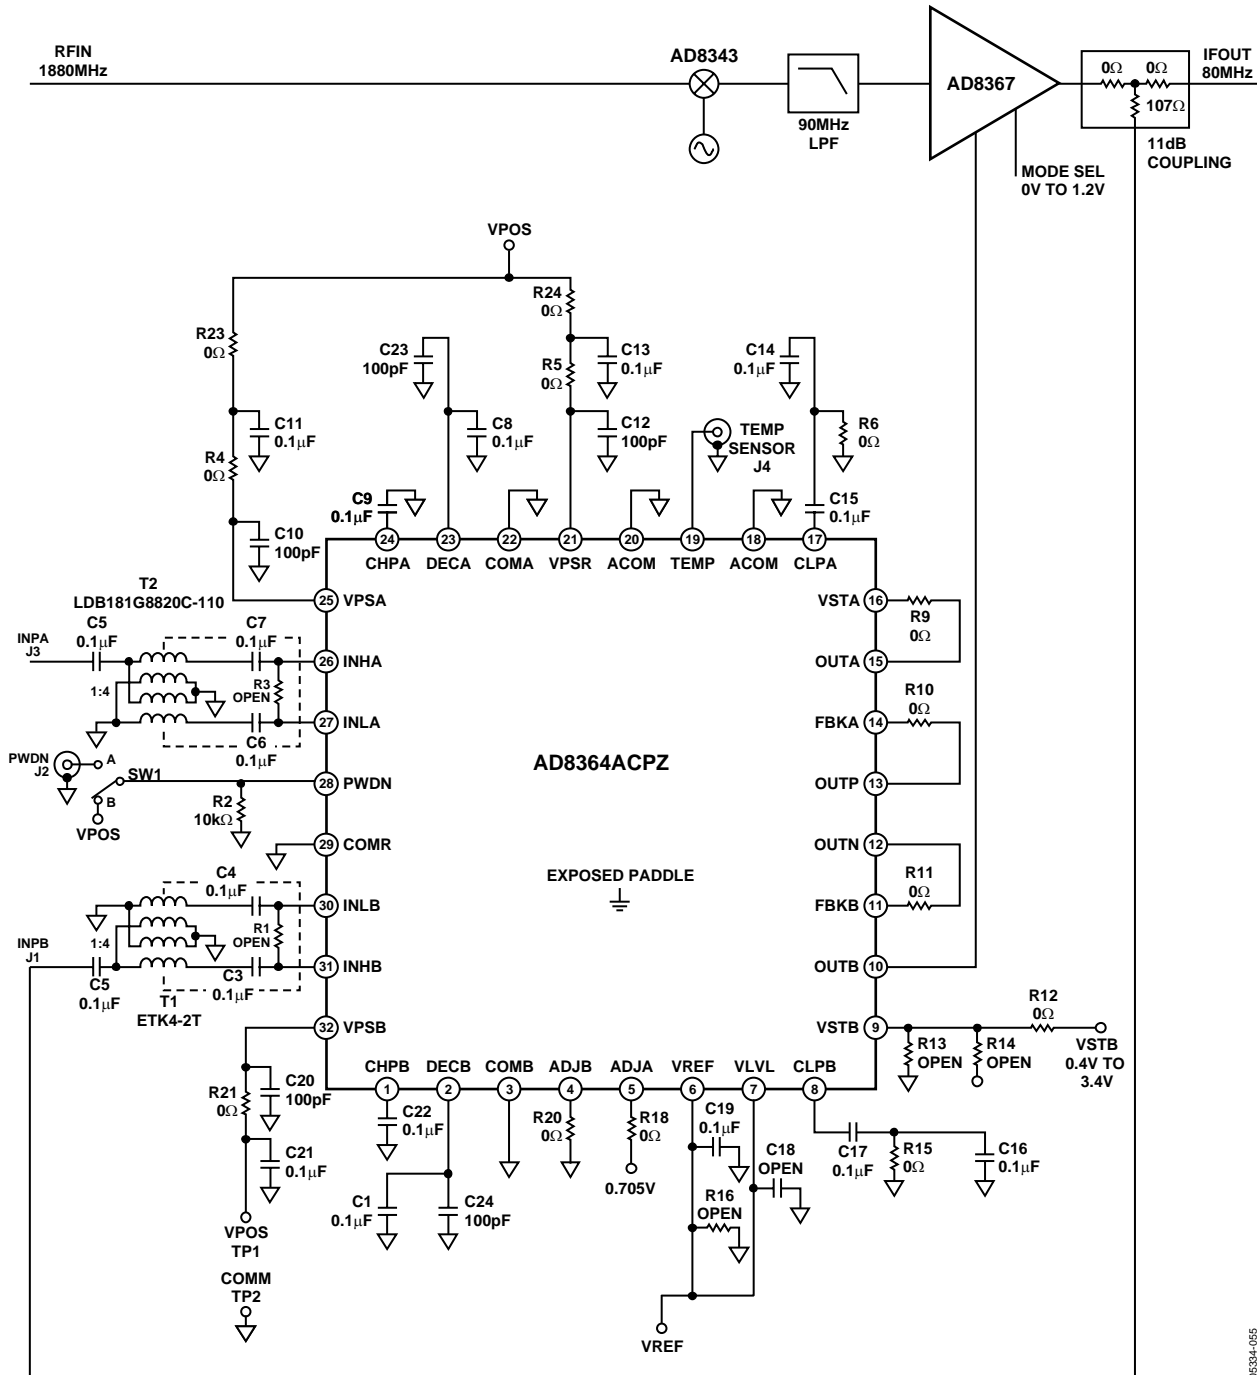 RFIN
1880MHz
AD8343
90MHz
LPF
AD8367
MODE SEL
0V TO 1.2V
0Ω
0Ω
107Ω
11dB
COUPLING
IFOUT
80MHz
VPOS
R23
0Ω
C11
0.1µF
R4
0Ω
C10
100pF
C23
100pF
C8
0.1µF
R24
0Ω
C13
0.1µF
R5
0Ω
C12
100pF
TEMP
SENSOR
J4
C14
0.1µF
R6
0Ω
C15
0.1µF
C9
0.1µF
24
23
22
21
20
19
18
17
CHPA
DECA
COMA
VPSR
ACOM
TEMP
ACOM
CLPA
T2
LDB181G8820C-110
INPA
J3
C5
0.1µF
C7
0.1µF
1:4
R3
OPEN
C6
0.1µF
25
VPSA
26
INHA
27
INLA
PWDN
J2
A
SW1
B
VPOS
R2
10kΩ
28
PWDN
29
COMR
C4
0.1µF
INPB
J1
1:4
R1
OPEN
C5
0.1µF
C3
0.1µF
T1
ETK4-2T
30
INLB
31
INHB
32
VPSB
AD8364ACPZ
EXPOSED PADDLE
VSTA
16
R9
0Ω
OUTA
15
R10
0Ω
FBKA
14
OUTP
13
OUTN
12
R11
0Ω
FBKB
11
OUTB
10
VSTB
9
R12
0Ω
R13
OPEN
R14
OPEN
VSTB
0.4V TO
3.4V
CHPB
DECB
COMB
ADJB
ADJA
VREF
VLVL
CLPB
1
2
3
4
5
6
7
8
R21
0Ω
C20
100pF
C21
0.1µF
VPOS
TP1
COMM
TP2
C22
0.1µF
C1
0.1µF
C24
100pF
R20
0Ω
R18
0Ω
0.705V
C19
0.1µF
R16
OPEN
C18
OPEN
VREF
C17
0.1µF
R15
0Ω
C16
0.1µF
05334-055